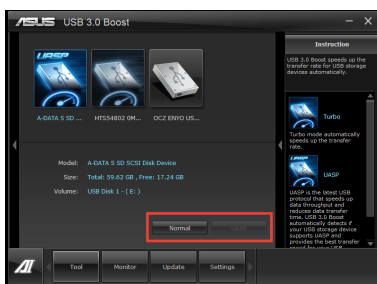 ASUS USB 3.0 Boost
Instruction
USB 3.0 Boost speeds up the
transfer rate for USB storage
devices automatically.
UASP
A-DATA S SD ...
HTS54802 0M...
OCZ ENYO US...
Turbo
Turbo mode automatically
speeds up the transfer
rate.
UASP
UASP
UASP is the latest USB
protocol that speeds up
data throughput and
reduces data transfer
time. USB 3.0 Boost
automatically detects if
your USB storage device
supports UASP and
provides the best transfer
speed for your USB
Model: A-DATA S SD SCSI Disk Device
Size: Total: 59.62 GB , Free: 17.24 GB
Volume: USB Disk 1 - ( E: )
Normal
UASP
Tool
Monitor
Update
Settings